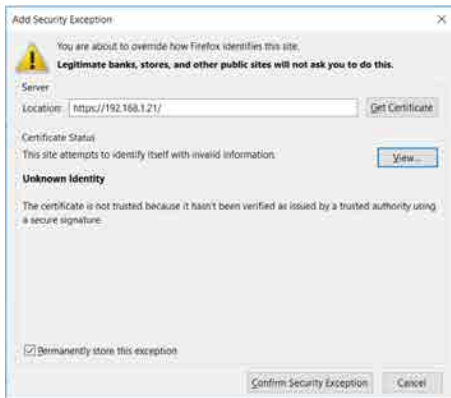 Add Security Exception
You are about to override how Firefox identifies this site.
Legitimate banks, stores, and other public sites will not ask you to do this.
Server
Location: https://192.168.1.21/ Get Certificate
Certificate Status
This site attempts to identify itself with invalid information. View...
Unknown Identity
The certificate is not trusted because it hasn't been verified as issued by a trusted authority using
a secure signature.
Permanently store this exception
Confirm Security Exception Cancel